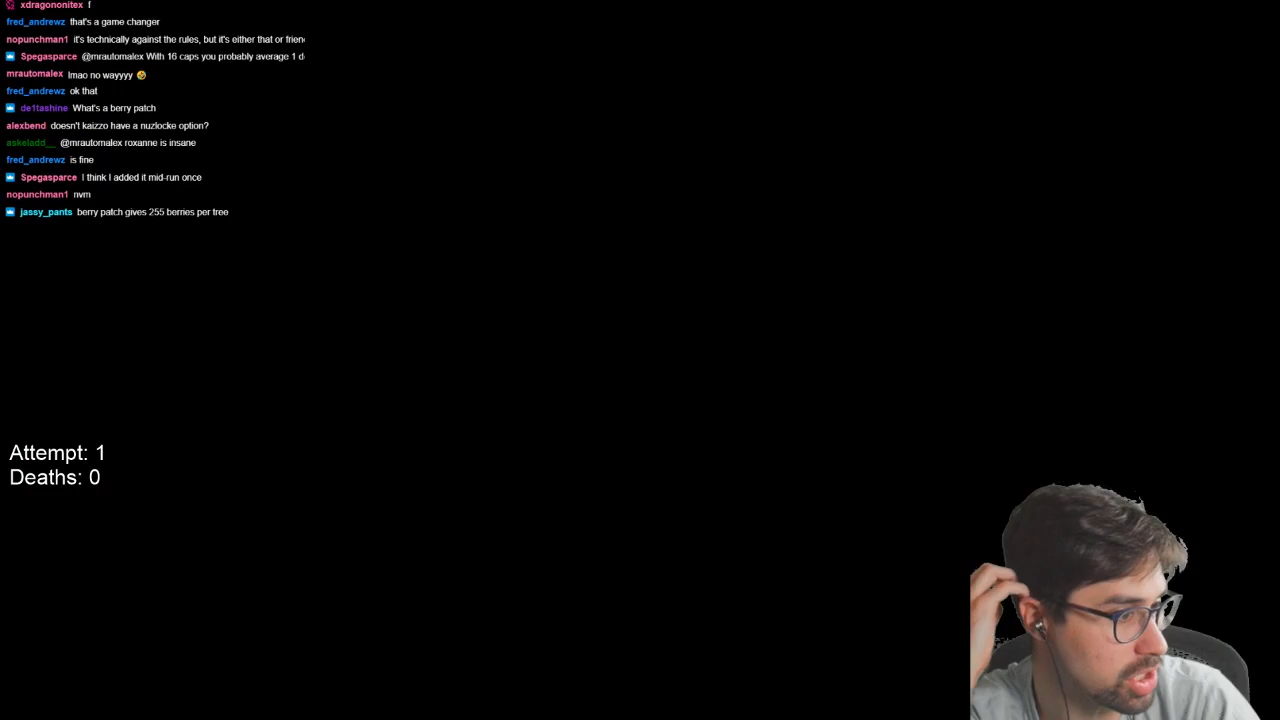 xdragononitex f
fred_andrewz that's a game changer
nopunchman1 it's technically against the rules, but it's either that or
Spegasparce @mrautomalex With 16 caps you probably average 1
mrautomalex lmao no wayyyy
fred_andrewz ok that
de1tashine What's a berry patch
alexbend doesn't kaizzo have a nuzlocke option?
askeladd__ @mrautomalex roxanne is insane
fred_andrewz is fine
Spegasparce I think I added it mid-run once
nopunchman1 nvm
jassy_pants berry patch gives 255 berries per tree
Attempt: 1
Deaths: 0